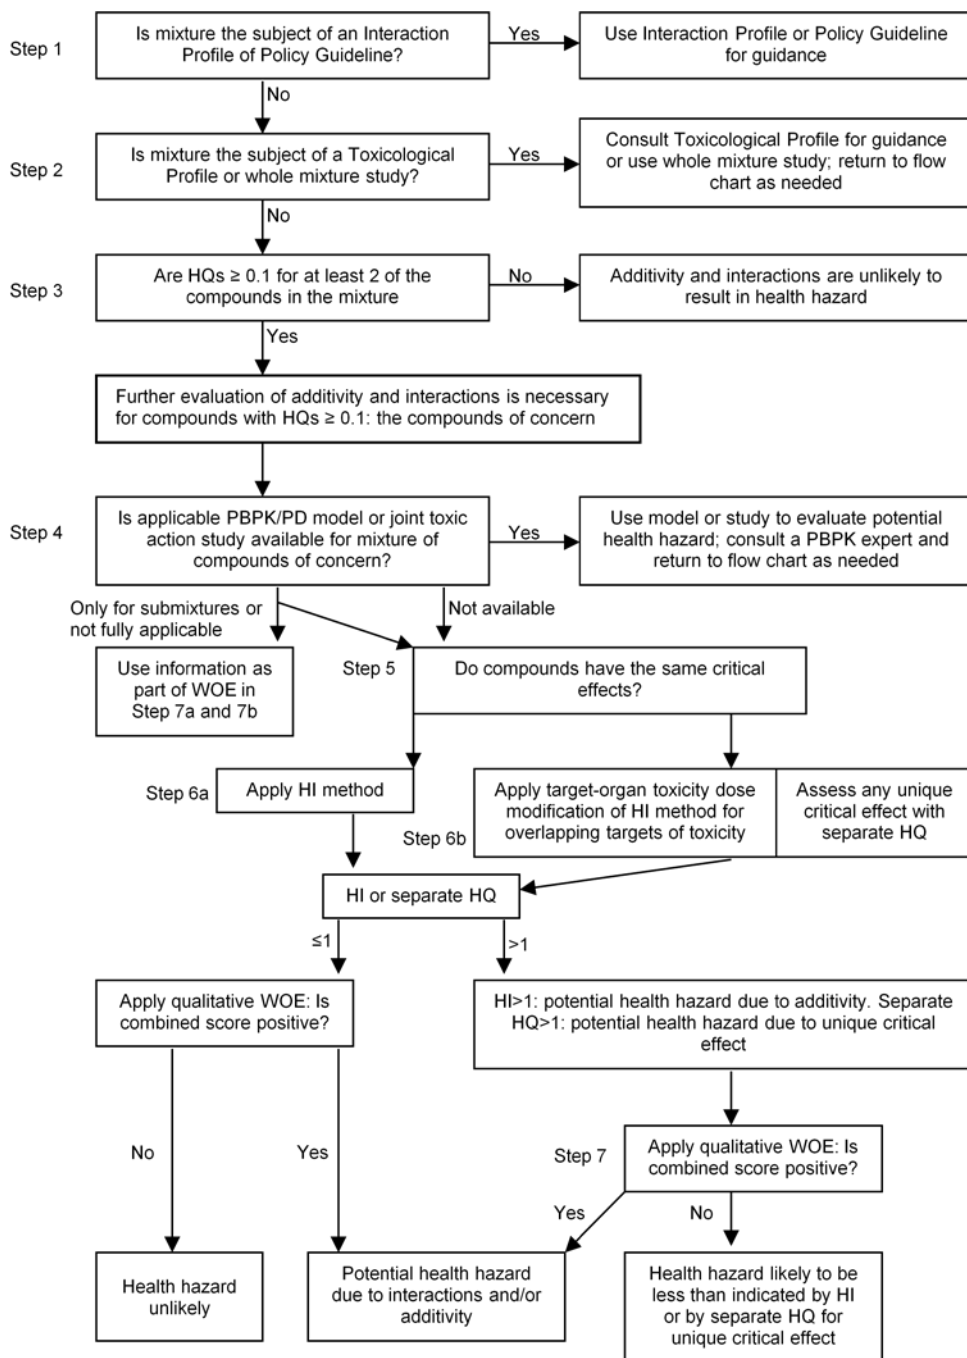 Step 1
Is mixture the subject of an Interaction
Profile of Policy Guideline?
Yes
Use Interaction Profile or Policy Guideline
for guidance
No
Step 2
Is mixture the subject of a Toxicological
Profile or whole mixture study?
Yes
Consult Toxicological Profile for guidance
or use whole mixture study; return to flow
chart as needed
No
Step 3
Are HQs ≥ 0.1 for at least 2 of the
compounds in the mixture
No
Additivity and interactions are unlikely to
result in health hazard
Yes
Further evaluation of additivity and interactions is necessary
for compounds with HQs ≥ 0.1: the compounds of concern
Step 4
Is applicable PBPK/PD model or joint toxic
action study available for mixture of
compounds of concern?
Yes
Use model or study to evaluate potential
health hazard; consult a PBPK expert and
return to flow chart as needed
Only for submixtures or
not fully applicable
Not available
Use information as
part of WOE in
Step 7a and 7b
Step 5
Do compounds have the same critical
effects?
Step 6a
Apply HI method
Step 6b
Apply target-organ toxicity dose
modification of HI method for
overlapping targets of toxicity
Assess any unique
critical effect with
separate HQ
HI or separate HQ
≤1
>1
Apply qualitative WOE: Is
combined score positive?
HI>1: potential health hazard due to additivity. Separate
HQ>1: potential health hazard due to unique critical
effect
No
Yes
Step 7
Apply qualitative WOE: Is
combined score positive?
Yes
No
Health hazard
unlikely
Potential health hazard
due to interactions and/or
additivity
Health hazard likely to be
less than indicated by HI
or by separate HQ for
unique critical effect